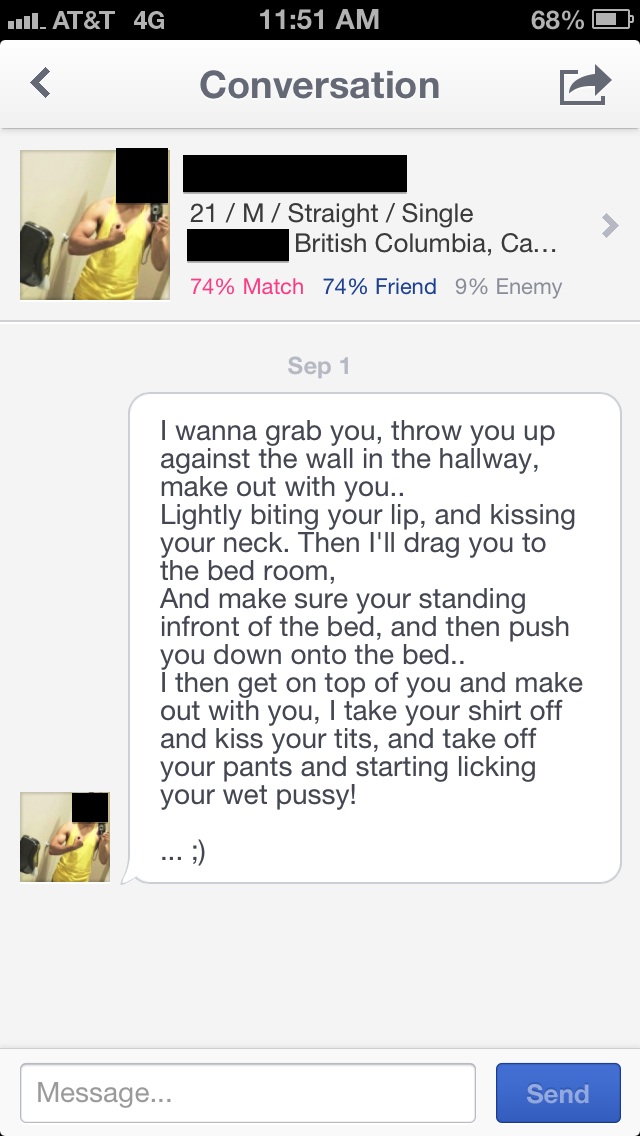 AT&T 4G 11:51 AM 68%
Conversation
21 / M / Straight / Single
British Columbia, Ca...
74% Match 74% Friend 9% Enemy
Sep 1
I wanna grab you, throw you up
against the wall in the hallway,
make out with you..
Lightly biting your lip, and kissing
your neck. Then I'll drag you to
the bed room,
And make sure your standing
infront of the bed, and then push
you down onto the bed..
I then get on top of you and make
out with you, I take your shirt off
and kiss your tits, and take off
your pants and starting licking
your wet pussy!
... ;)
Message...
Send